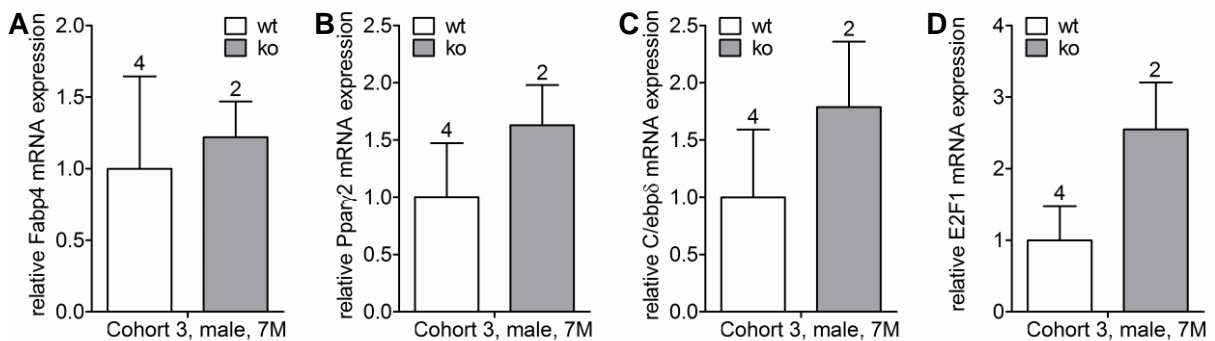 A
relative Fabp4 mRNA expression
2.0
1.5
1.0
0.5
0.0
wt
ko
4
2
Cohort 3, male, 7M
B
relative Pparγ2 mRNA expression
2.5
2.0
1.5
1.0
0.5
0.0
wt
ko
4
2
Cohort 3, male, 7M
C
relative C/ebpδ mRNA expression
2.5
2.0
1.5
1.0
0.5
0.0
wt
ko
4
2
Cohort 3, male, 7M
D
relative E2F1 mRNA expression
4
3
2
1
0
wt
ko
4
2
Cohort 3, male, 7M